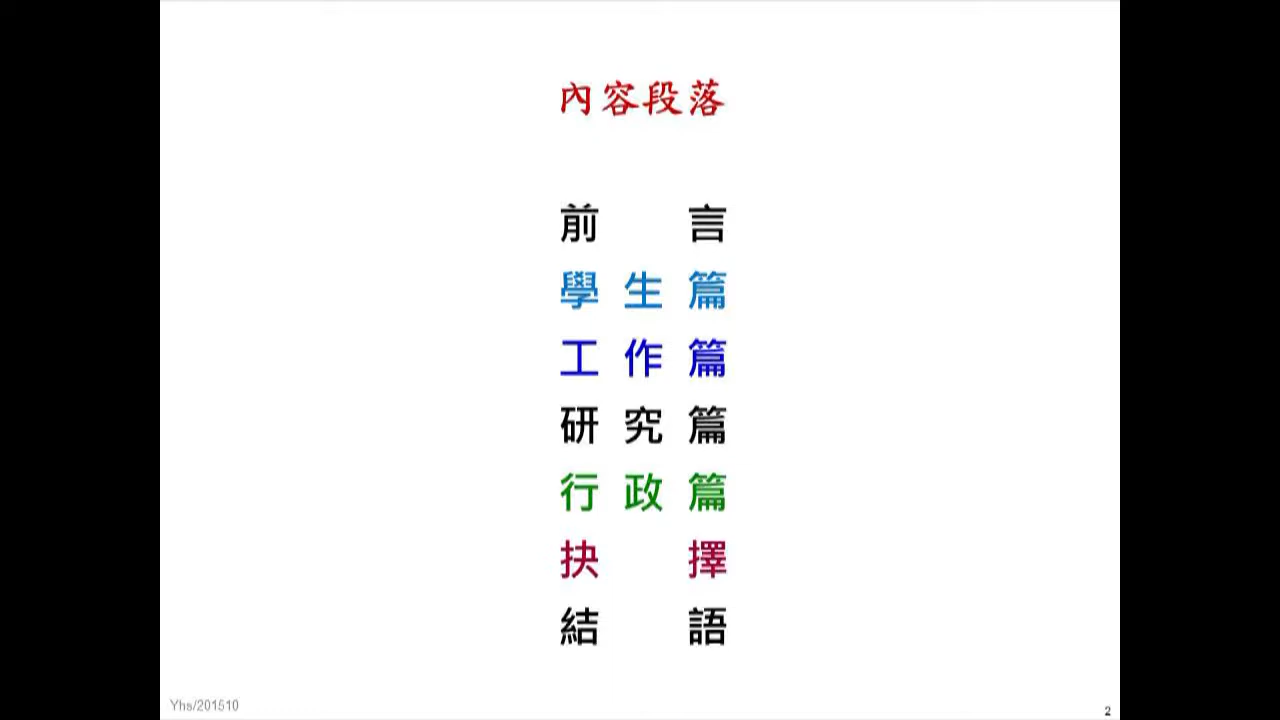 內容段落
前 言
學 生 篇
工 作 篇
研 究 篇
行 政 篇
抉 擇
結 語
Yhs/201510
2